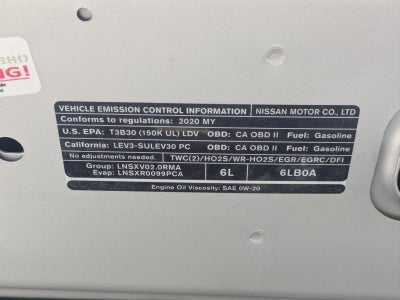 380
NG!
VEHICLE EMISSION CONTROL INFORMATION NISSAN MOTOR CO., LTD
Conforms to regulations: 2020 MY
U.S. EPA: T3B30 (150K UL) LDV OBD: CA OBD II Fuel: Gasoline
California: LEV3-SULEV30 PC OBD: CA OBD II Fuel: Gasoline
No adjustments needed. TWC(2)/HO2S/WR-HO2S/EGR/EGRC/DFI
Group: LNSXV02.0RMA
Evap: LNSXR0099PCA 6L 6LB0A
Engine Oil Viscosity: SAE 0W-20